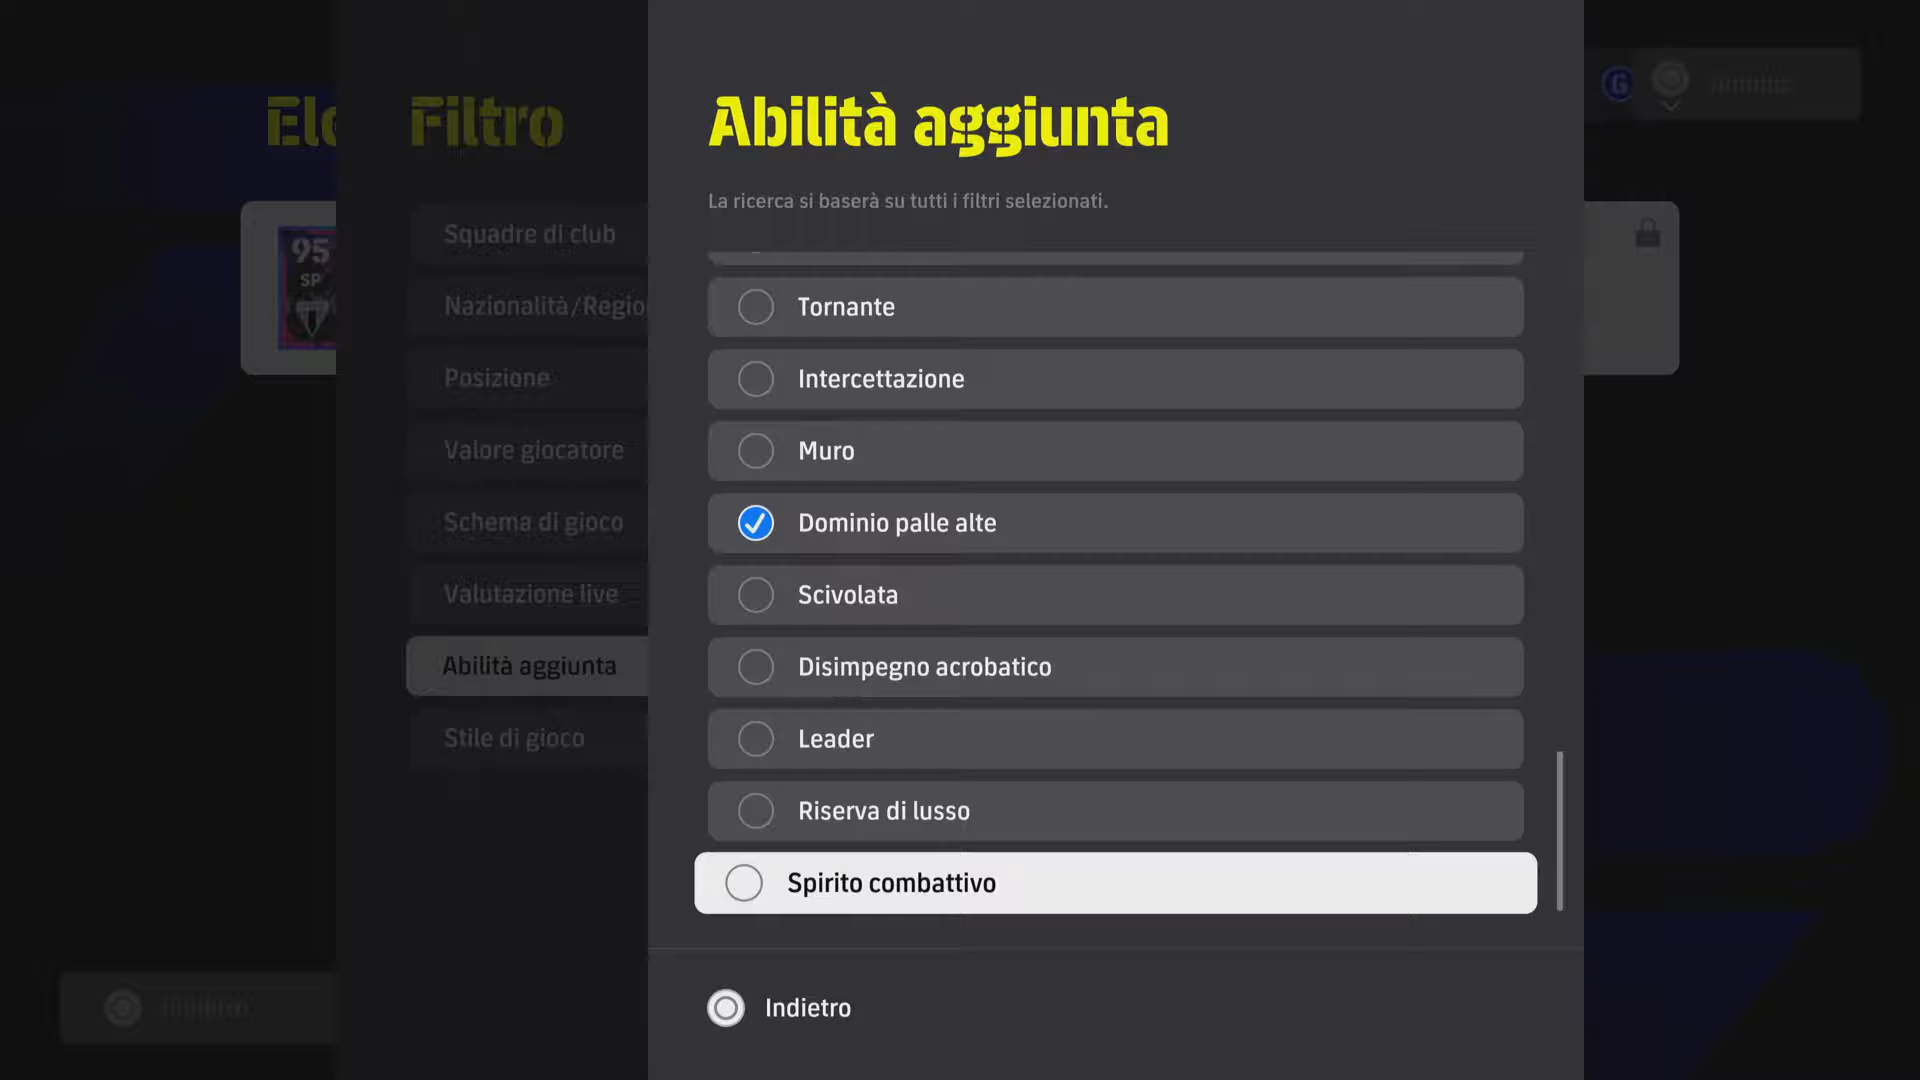 Elo
Filtro
Abilità aggiunta
La ricerca si baserà su tutti i filtri selezionati.
95
SP
G
Squadre di club
Nazionalità/Regio
Posizione
Valore giocatore
Schema di gioco
Valutazione live
Abilità aggiunta
Stile di gioco
Tornante
Intercettazione
Muro
Dominio palle alte
Scivolata
Disimpegno acrobatico
Leader
Riserva di lusso
Spirito combattivo
Indietro